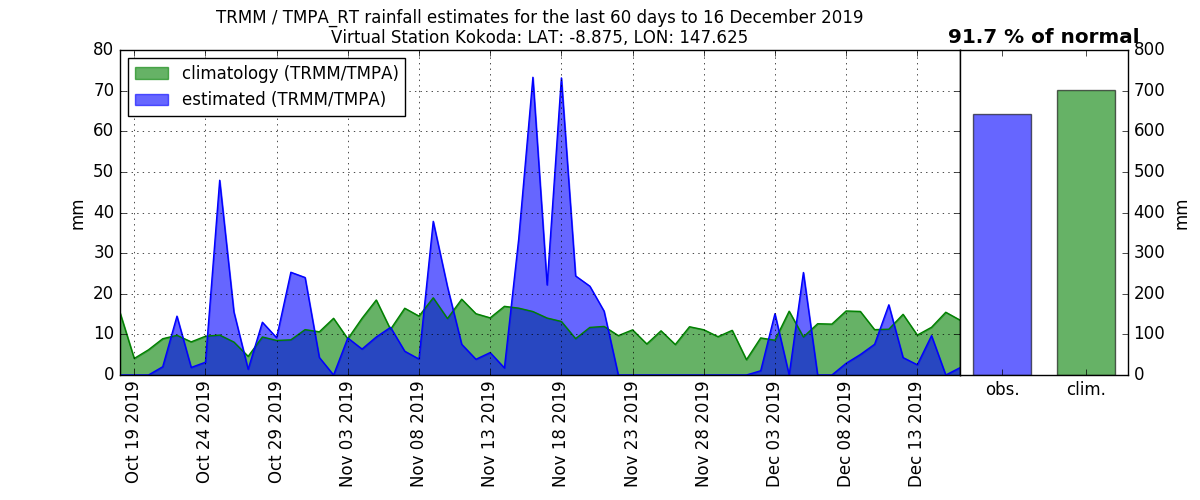 TRMM / TMPA_RT rainfall estimates for the last 60 days to 16 December 2019
Virtual Station Kokoda: LAT: -8.875, LON: 147.625
91.7 % of normal
climatology (TRMM/TMPA)
estimated (TRMM/TMPA)
80
70
60
50
40
30
20
10
0
mm
800
700
600
500
400
300
200
100
0
mm
Oct 19 2019
Oct 24 2019
Oct 29 2019
Nov 03 2019
Nov 08 2019
Nov 13 2019
Nov 18 2019
Nov 23 2019
Nov 28 2019
Dec 03 2019
Dec 08 2019
Dec 13 2019
obs.
clim.